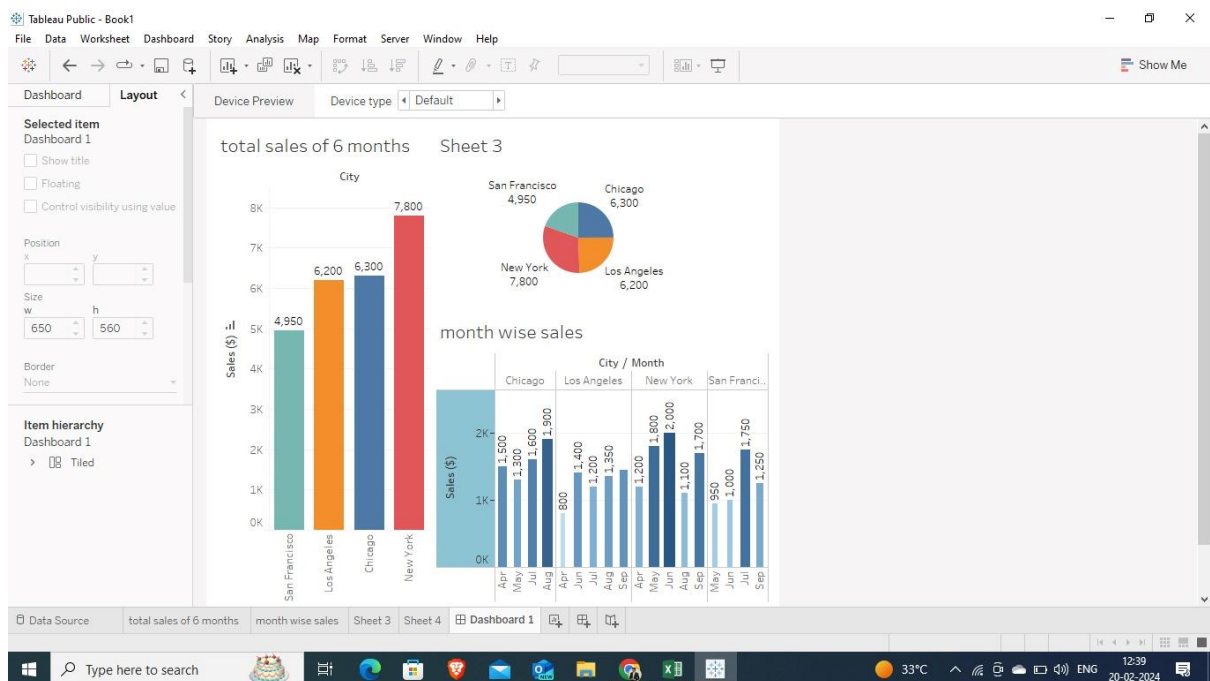 Tableau Public - Book1
File Data Worksheet Dashboard Story Analysis Map Format Server Window Help
Show Me
Dashboard Layout
Device Preview Device type Default
Selected item
Dashboard 1
Show title
Floating
Control visibility using value
Position
x y
Size
w h
650 560
Border
None
Item hierarchy
Dashboard 1
Tiled
total sales of 6 months
City
Sales ($)
8K
7K
6K
5K
4K
3K
2K
1K
0K
4,950
6,200
6,300
7,800
San Francisco
Los Angeles
Chicago
New York
Sheet 3
San Francisco
4,950
Chicago
6,300
New York
7,800
Los Angeles
6,200
month wise sales
City / Month
Chicago Los Angeles New York San Franci..
Sales ($)
2K
1K
0K
1,500 1,300 1,600 1,900 800 1,400 1,200 1,350 1,200 1,800 2,000 1,100 1,700 950 1,000 1,750 1,250
Apr May Jul Aug Apr Jun Jul Aug Sep Apr May Jun Aug Sep May Jun Jul Sep
Data Source total sales of 6 months month wise sales Sheet 3 Sheet 4 Dashboard 1
Type here to search
33°C ENG
12:39
20-02-2024